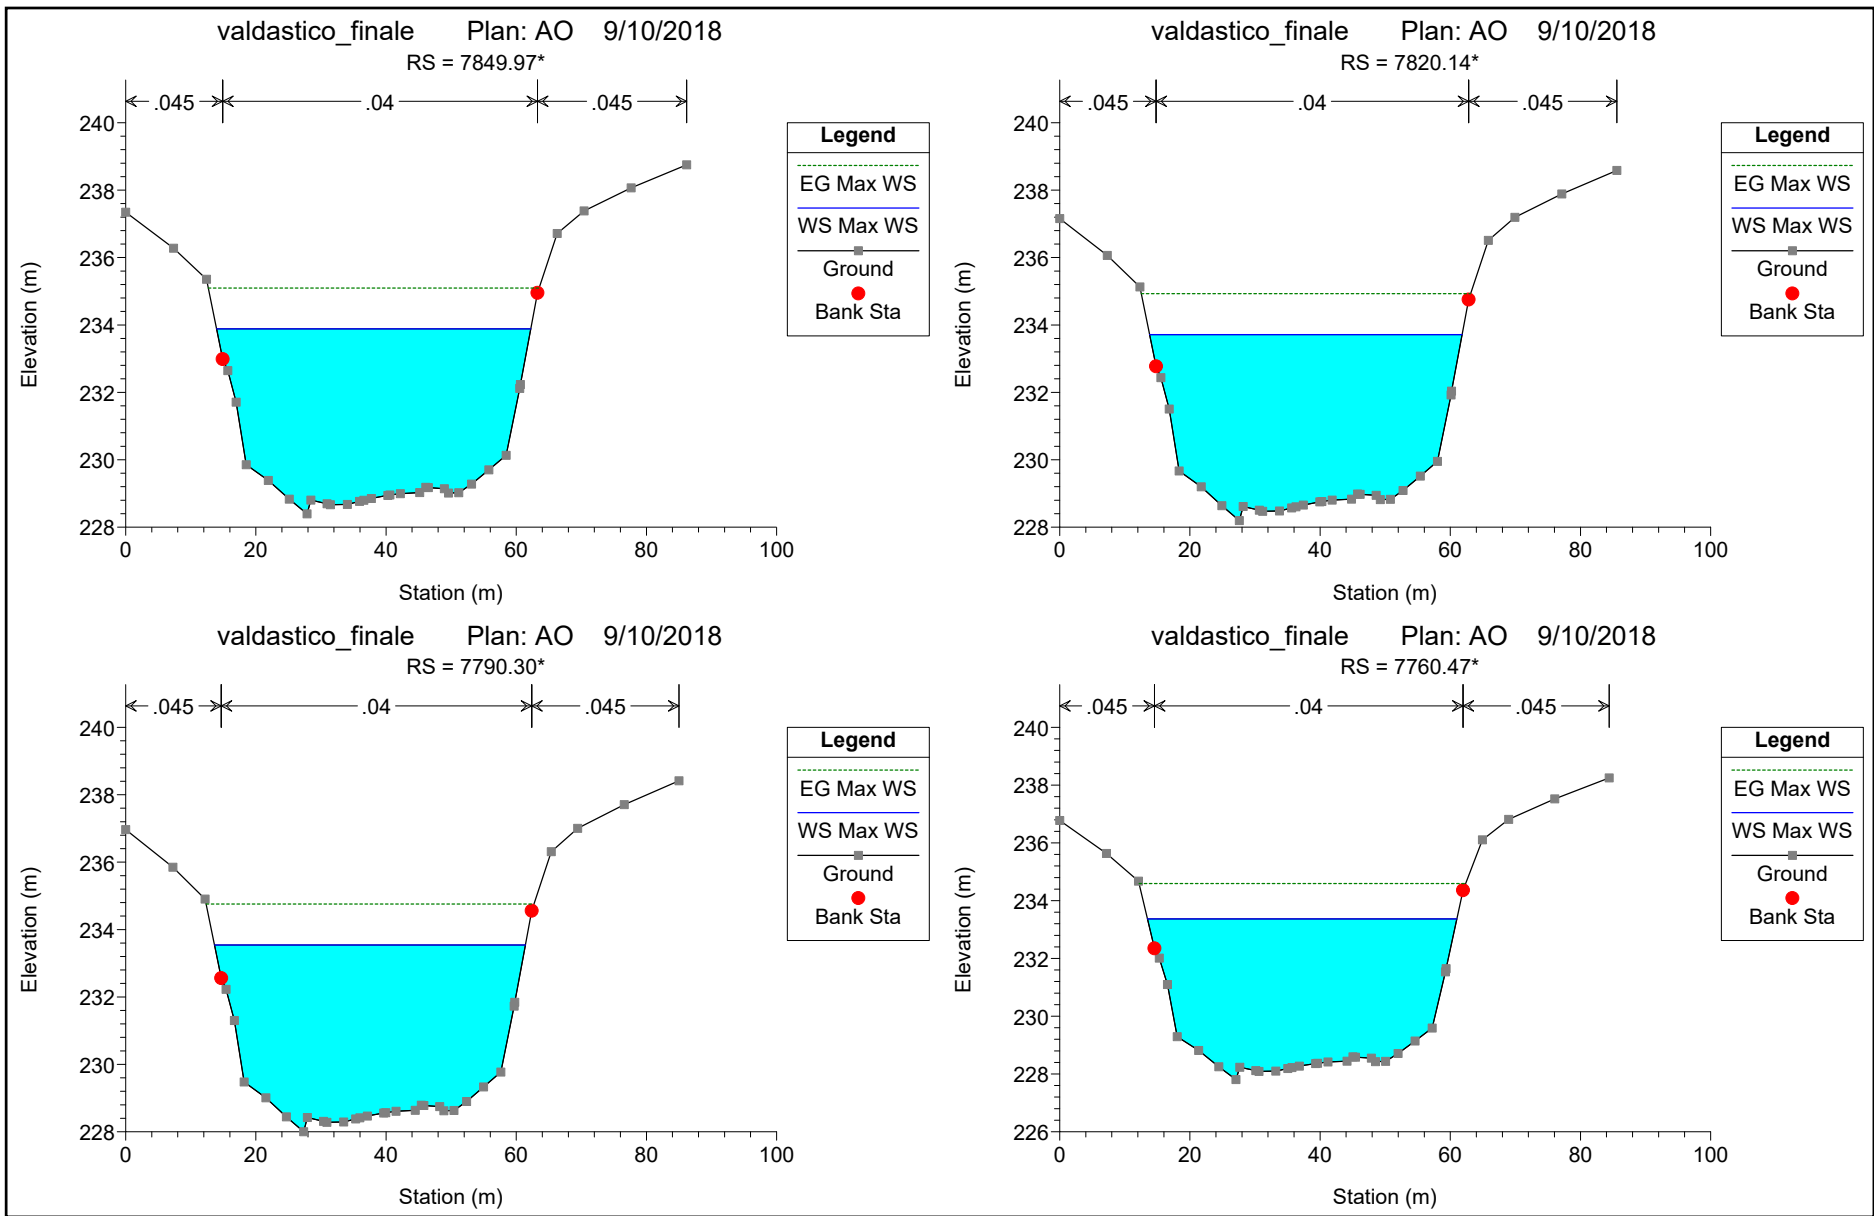 valdastico_finale Plan: AO 9/10/2018
RS = 7849.97*
.045 .04 .045
240
238
236
234
232
230
228
Elevation (m)
0 20 40 60 80 100
Station (m)
Legend
EG Max WS
WS Max WS
Ground
Bank Sta
valdastico_finale Plan: AO 9/10/2018
RS = 7820.14*
.045 .04 .045
240
238
236
234
232
230
228
Elevation (m)
0 20 40 60 80 100
Station (m)
Legend
EG Max WS
WS Max WS
Ground
Bank Sta
valdastico_finale Plan: AO 9/10/2018
RS = 7790.30*
.045 .04 .045
240
238
236
234
232
230
228
Elevation (m)
0 20 40 60 80 100
Station (m)
Legend
EG Max WS
WS Max WS
Ground
Bank Sta
valdastico_finale Plan: AO 9/10/2018
RS = 7760.47*
.045 .04 .045
240
238
236
234
232
230
228
226
Elevation (m)
0 20 40 60 80 100
Station (m)
Legend
EG Max WS
WS Max WS
Ground
Bank Sta